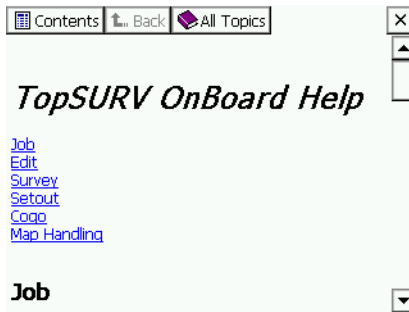 Contents Back All Topics
TopSURV OnBoard Help
Job
Edit
Survey
Setout
Cogo
Map Handling
Job